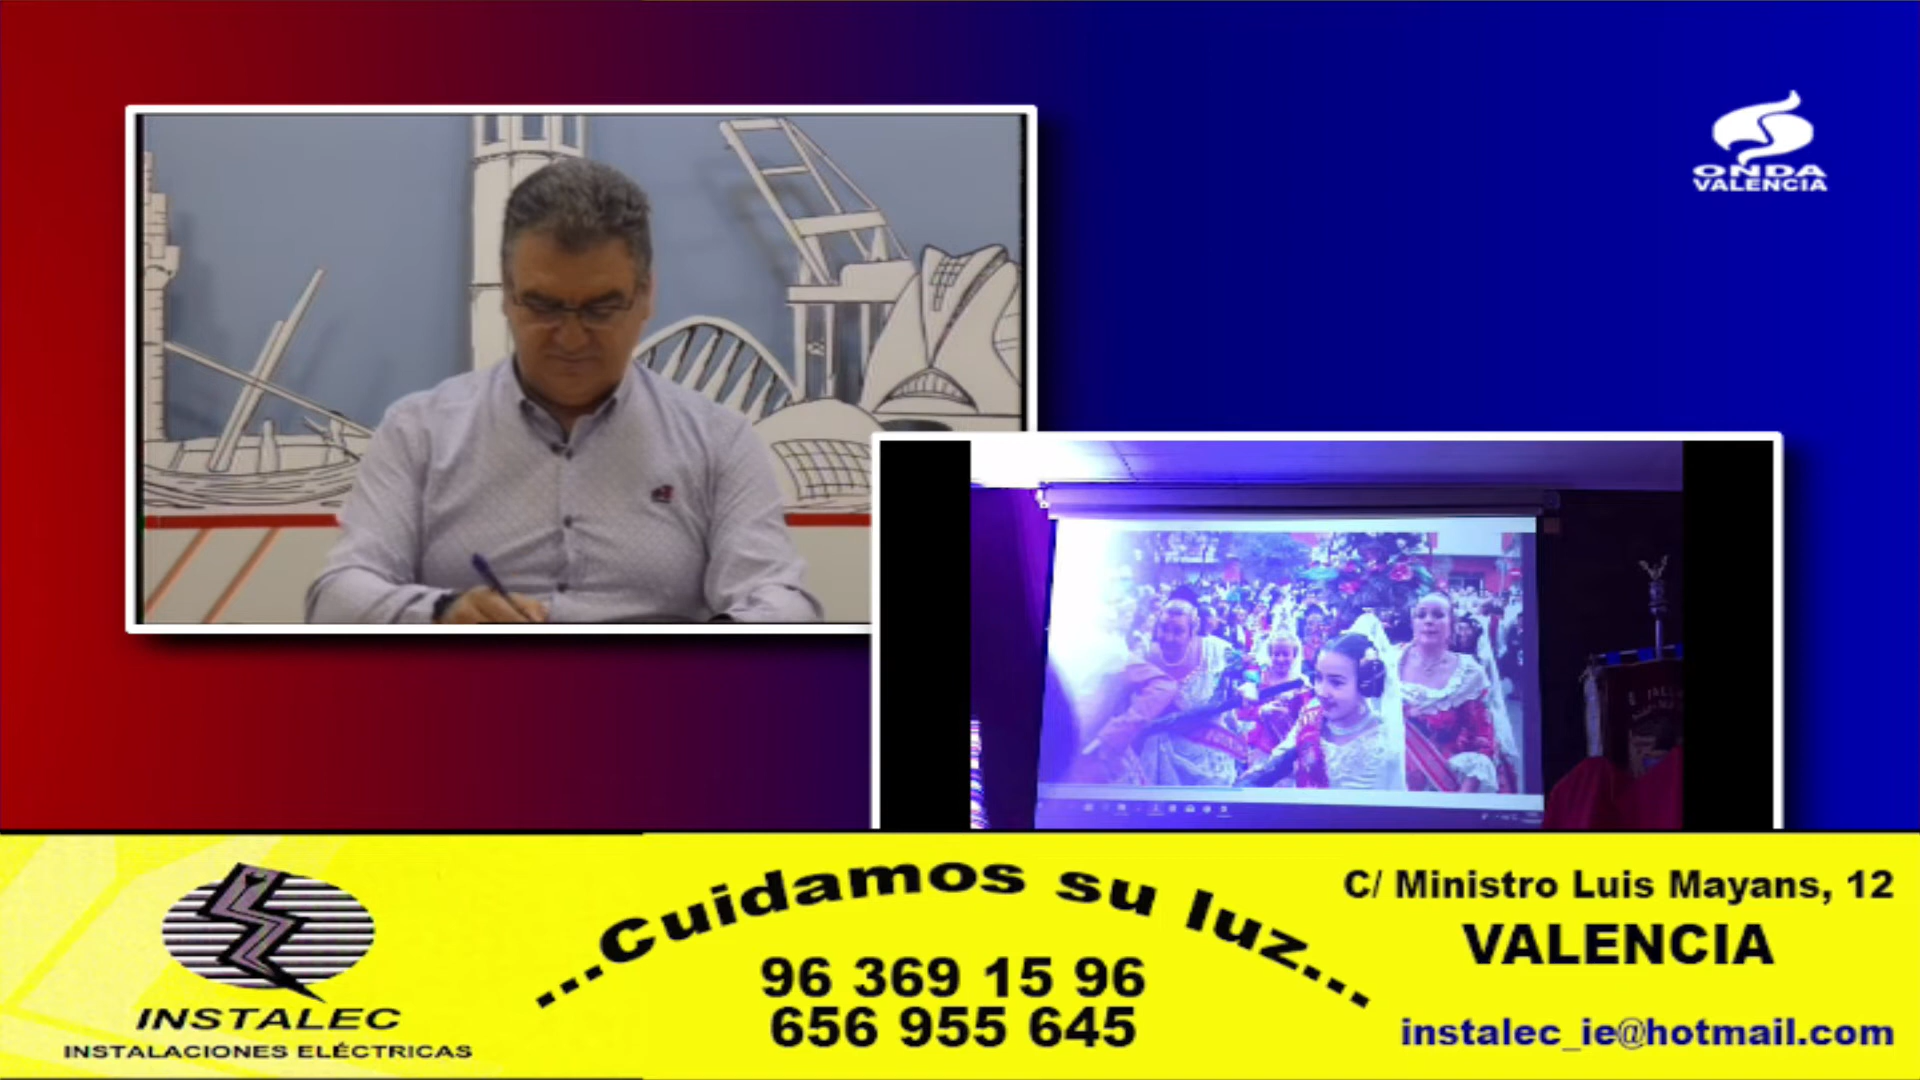 ONDA
VALENCIA
...Cuidamos su luz...
96 369 15 96
656 955 645
INSTALEC
INSTALACIONES ELÉCTRICAS
C/ Ministro Luis Mayans, 12
VALENCIA
instalec_ie@hotmail.com